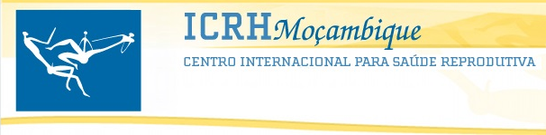 ICRH Moçambique
CENTRO INTERNACIONAL PARA SAÚDE REPRODUTIVA